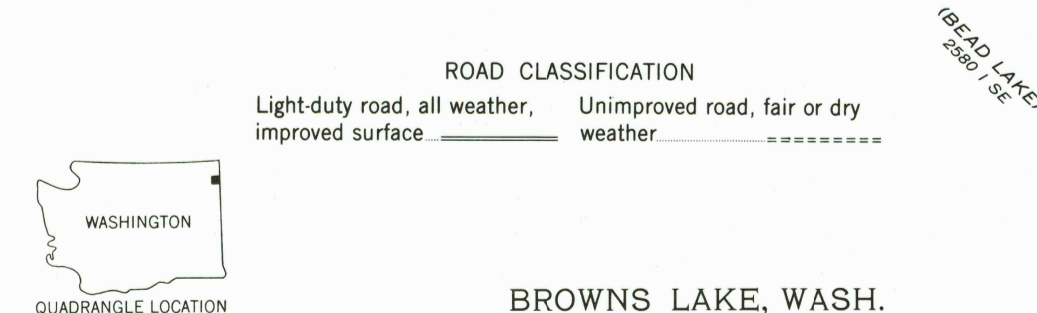 (BEAD LAKE)
2580 I SE
ROAD CLASSIFICATION
Light-duty road, all weather,
improved surface
Unimproved road, fair or dry
weather
WASHINGTON
QUADRANGLE LOCATION
BROWNS LAKE, WASH.